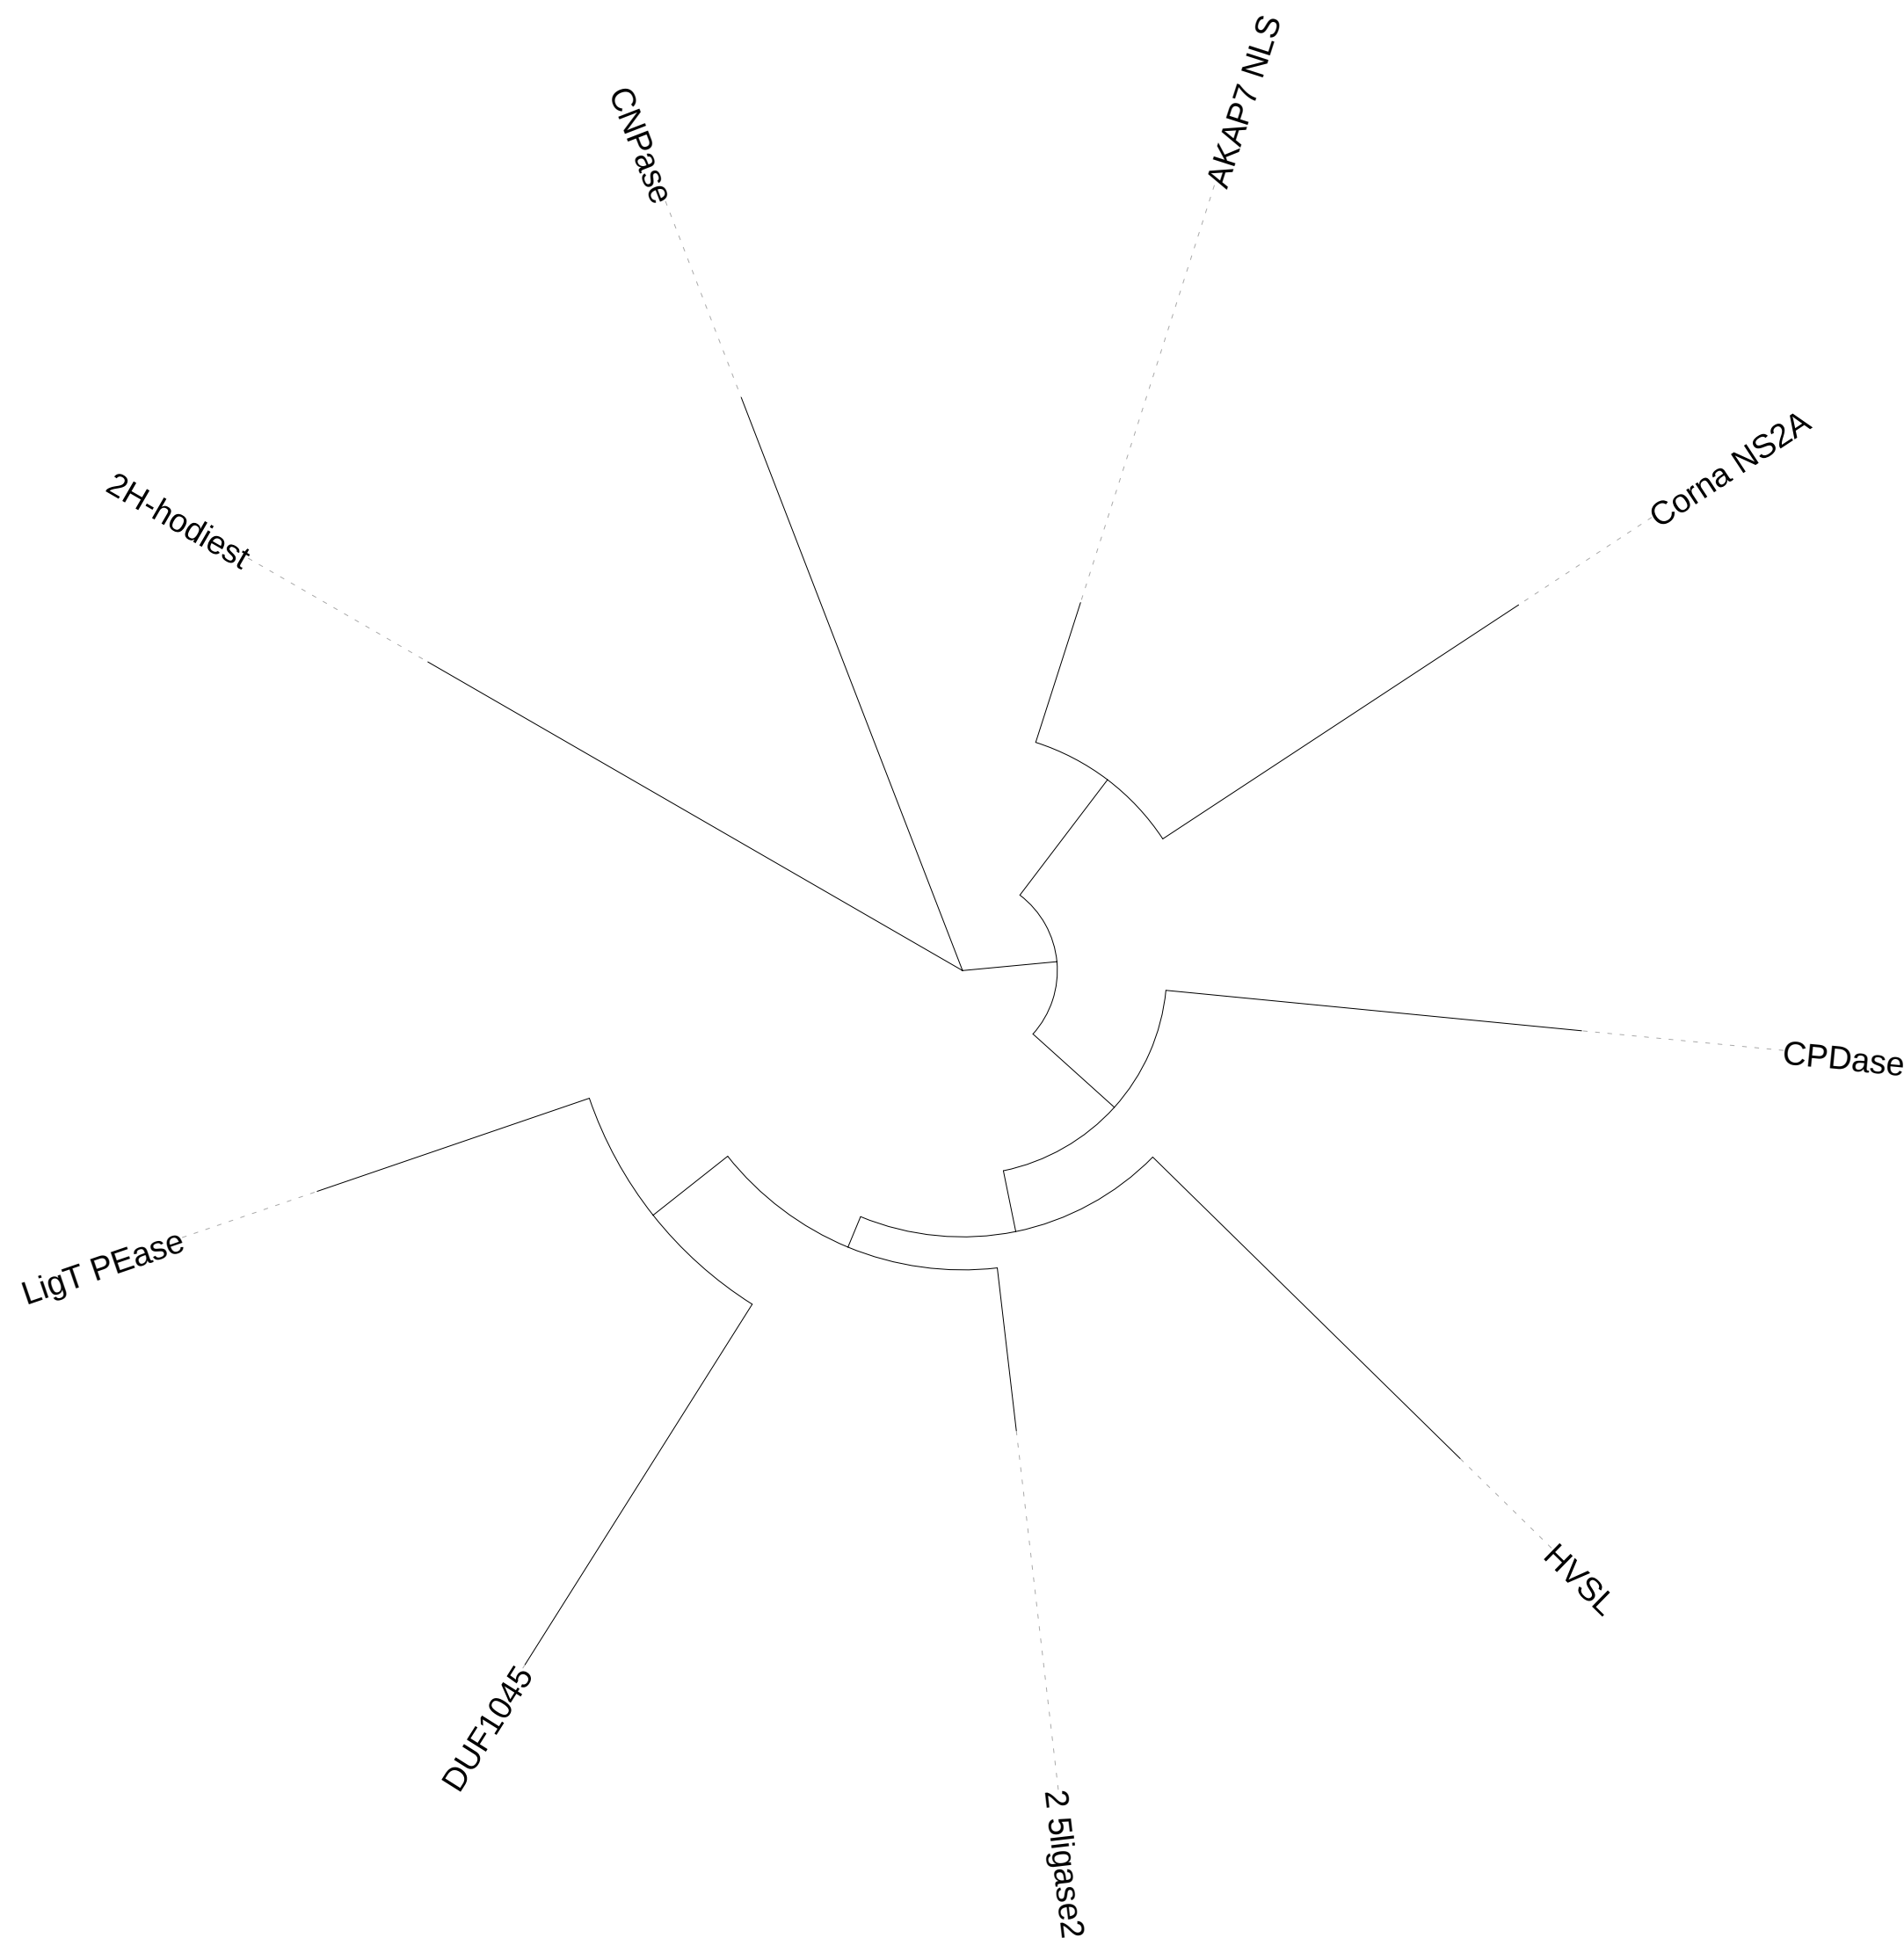 AKAP7 NLS
CNPase
Corna NS2A
2H-hodiest
CPDase
LigT PEase
HVSL
DUF1045
2 5ligase2